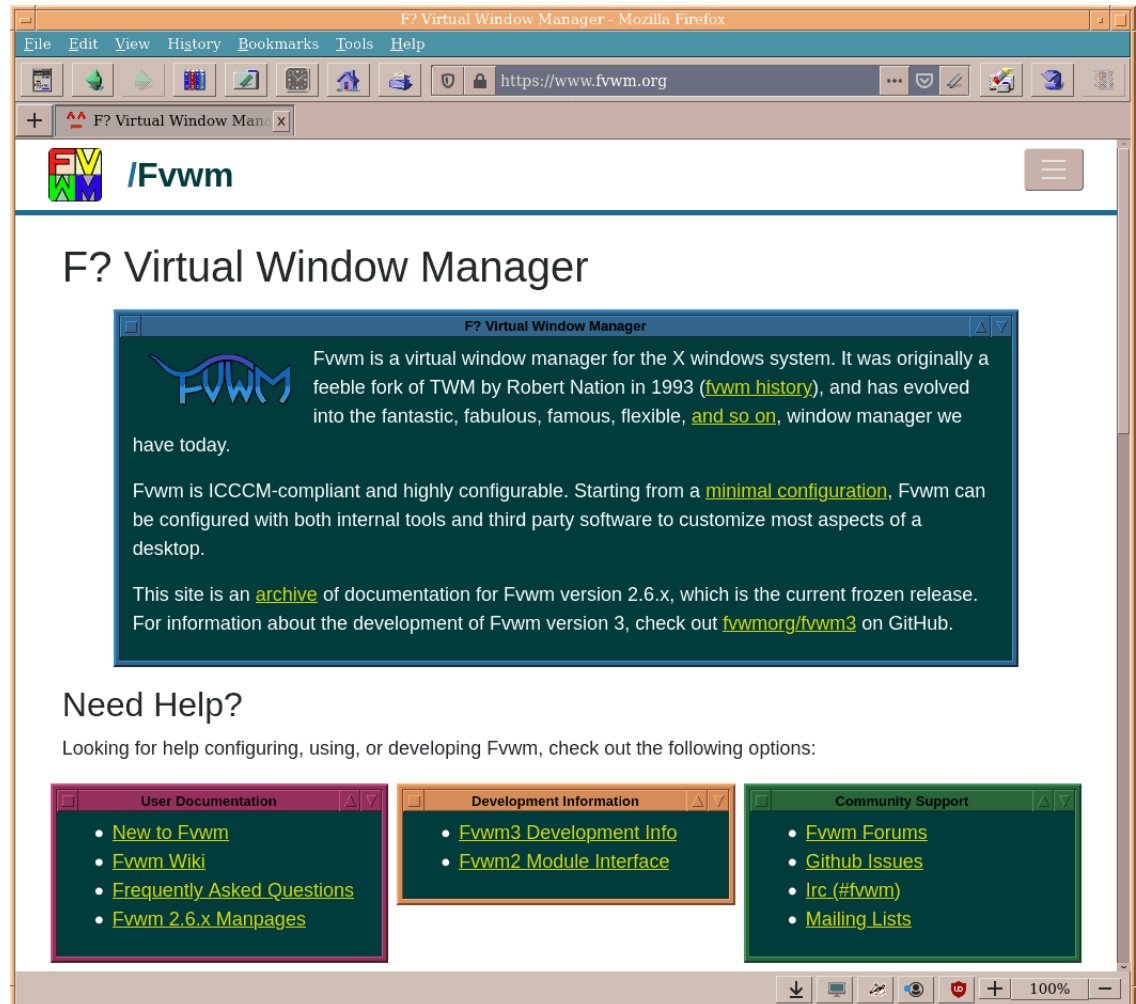 F? Virtual Window Manager - Mozilla Firefox
File Edit View History Bookmarks Tools Help
https://www.fvwm.org
F? Virtual Window Man
FVWM
/Fvwm
F? Virtual Window Manager
F? Virtual Window Manager
FVWM
Fvwm is a virtual window manager for the X windows system. It was originally a
feeble fork of TWM by Robert Nation in 1993 (fvwm history), and has evolved
into the fantastic, fabulous, famous, flexible, and so on, window manager we
have today.
Fvwm is ICCCM-compliant and highly configurable. Starting from a minimal configuration, Fvwm can
be configured with both internal tools and third party software to customize most aspects of a
desktop.
This site is an archive of documentation for Fvwm version 2.6.x, which is the current frozen release.
For information about the development of Fvwm version 3, check out fvwmorg/fvwm3 on GitHub.
Need Help?
Looking for help configuring, using, or developing Fvwm, check out the following options:
User Documentation
New to Fvwm
Fvwm Wiki
Frequently Asked Questions
Fvwm 2.6.x Manpages
Development Information
Fvwm3 Development Info
Fvwm2 Module Interface
Community Support
Fvwm Forums
Github Issues
Irc (#fvwm)
Mailing Lists
100%